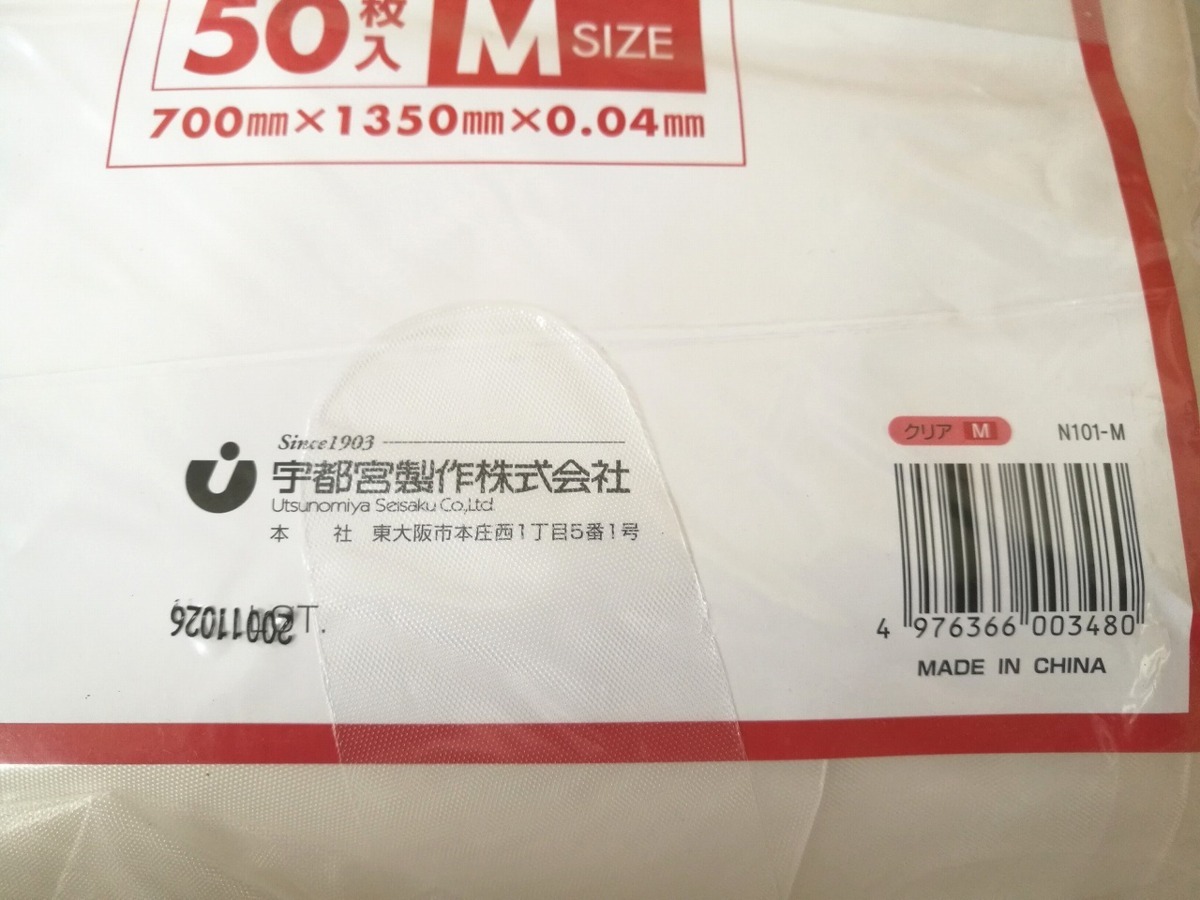 50枚入 M SIZE
700mm×1350mm×0.04mm
Since1903
宇都宮製作株式会社
Utsunomiya Seisaku Co.,Ltd.
本 社 東大阪市本庄西1丁目5番1号
クリア M N101-M
4 976366 003480
MADE IN CHINA